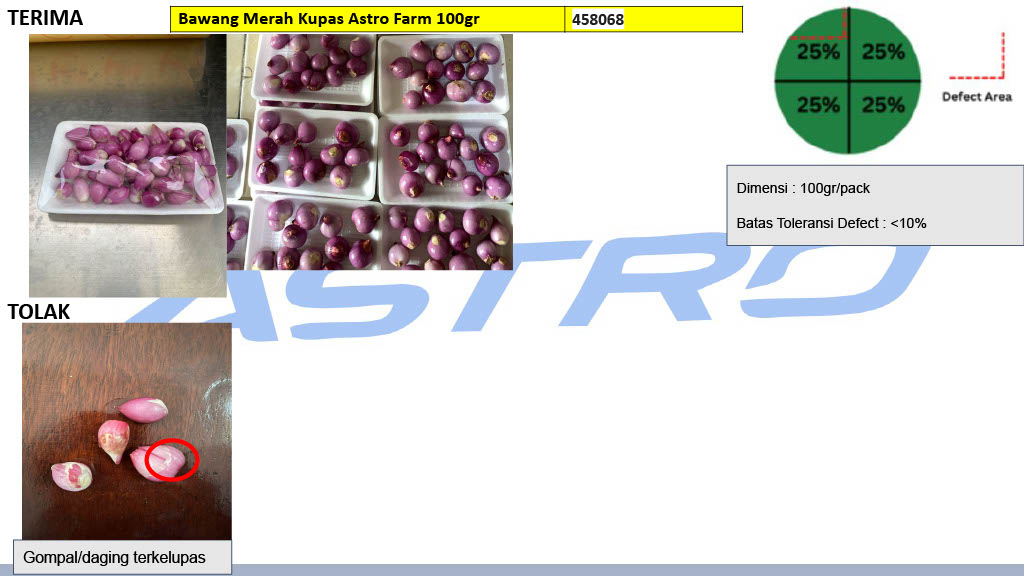 TERIMA
Bawang Merah Kupas Astro Farm 100gr
458068
25% 25%
25% 25%
Defect Area
Dimensi : 100gr/pack
Batas Toleransi Defect : <10%
ASTRO
TOLAK
Gompal/daging terkelupas